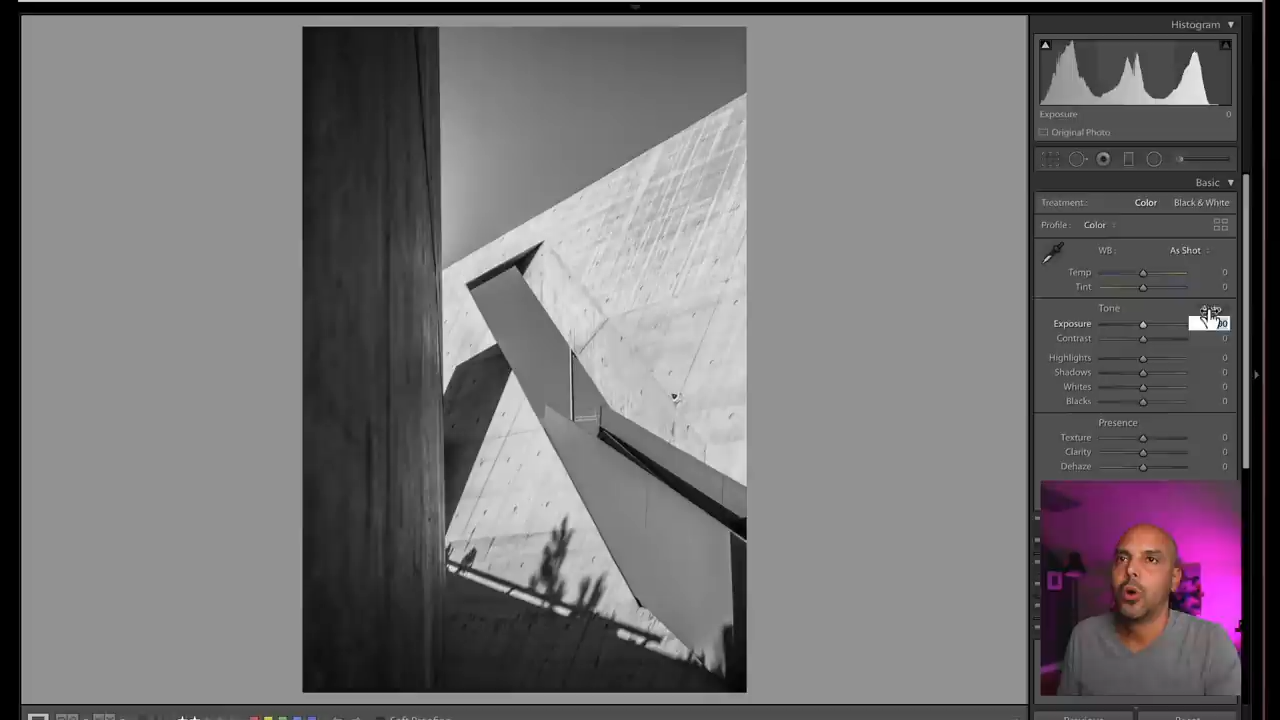 Histogram
Exposure 0
Original Photo
Basic
Treatment: Color Black & White
Profile: Color
WB: As Shot
Temp 0
Tint 0
Tone
Exposure
Contrast 0
Highlights 0
Shadows 0
Whites 0
Blacks 0
Presence
Texture 0
Clarity 0
Dehaze 0